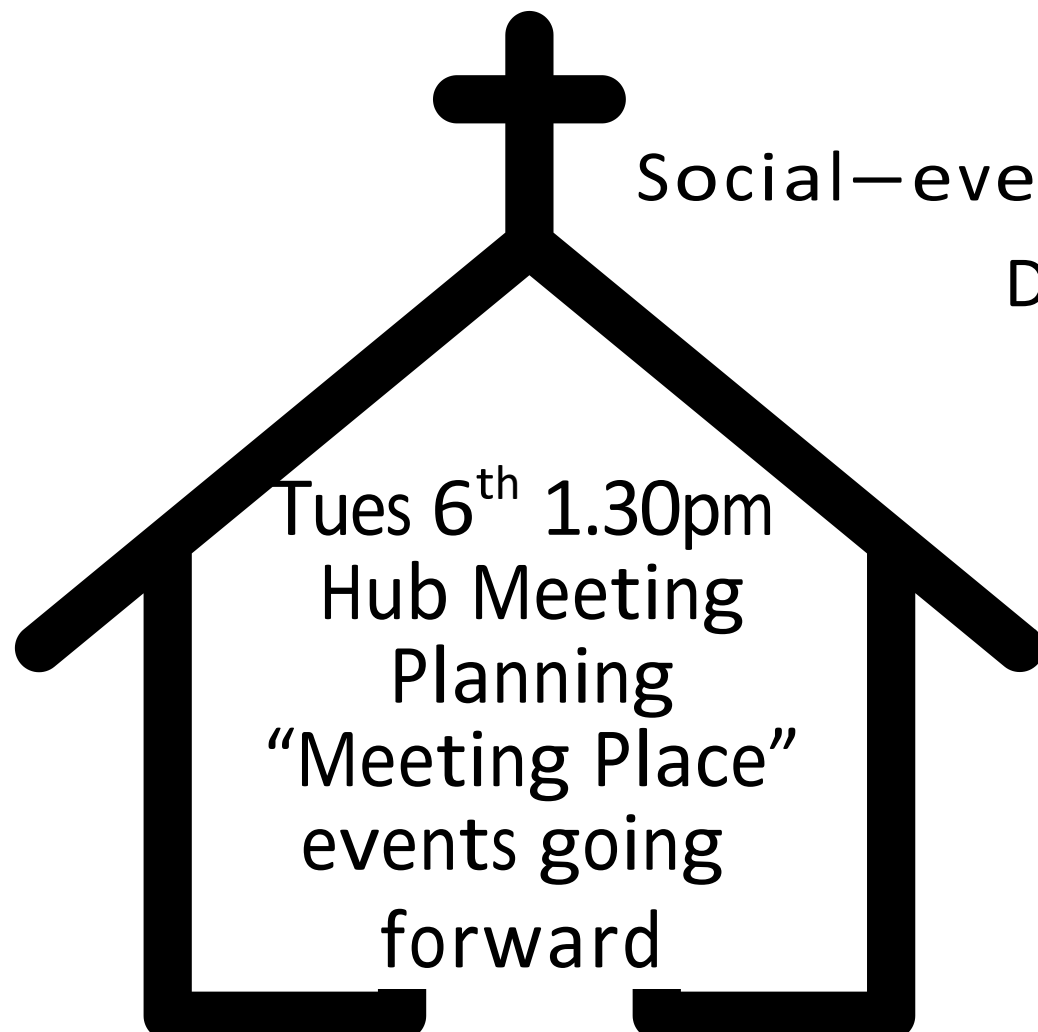 Social—eve
D
Tues 6th 1.30pm
Hub Meeting
Planning
“Meeting Place”
events going
forward